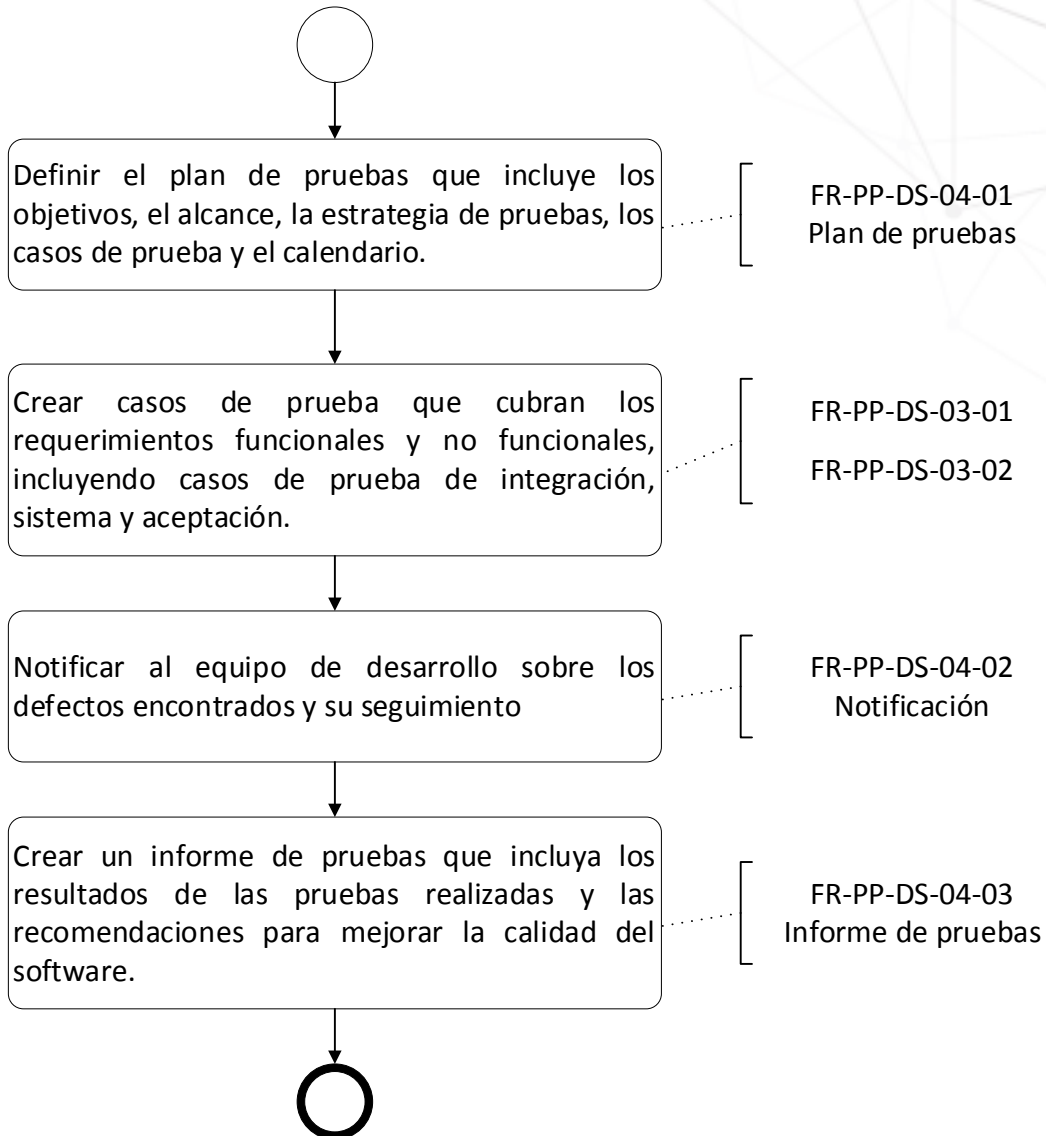 Definir el plan de pruebas que incluye los
objetivos, el alcance, la estrategia de pruebas, los
casos de prueba y el calendario.
FR-PP-DS-04-01
Plan de pruebas
Crear casos de prueba que cubran los
requerimientos funcionales y no funcionales,
incluyendo casos de prueba de integración,
sistema y aceptación.
FR-PP-DS-03-01
FR-PP-DS-03-02
Notificar al equipo de desarrollo sobre los
defectos encontrados y su seguimiento
FR-PP-DS-04-02
Notificación
Crear un informe de pruebas que incluya los
resultados de las pruebas realizadas y las
recomendaciones para mejorar la calidad del
software.
FR-PP-DS-04-03
Informe de pruebas